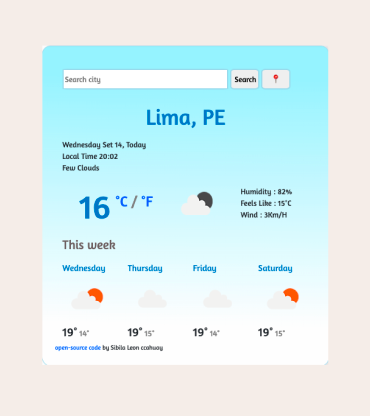 Search city Search
Lima, PE
Wednesday Set 14, Today
Local Time 20:02
Few Clouds
16 °C / °F
Humidity : 82%
Feels Like : 15°C
Wind : 3Km/H
This week
Wednesday Thursday Friday Saturday
19° 14° 19° 15° 19° 14° 19° 15°
open-source code by Sibila Leon ccahuay